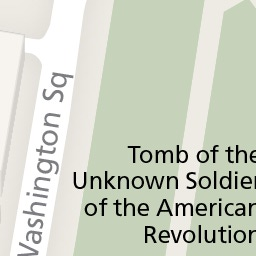 Washington Sq
Tomb of the
Unknown Soldier
of the American
Revolution